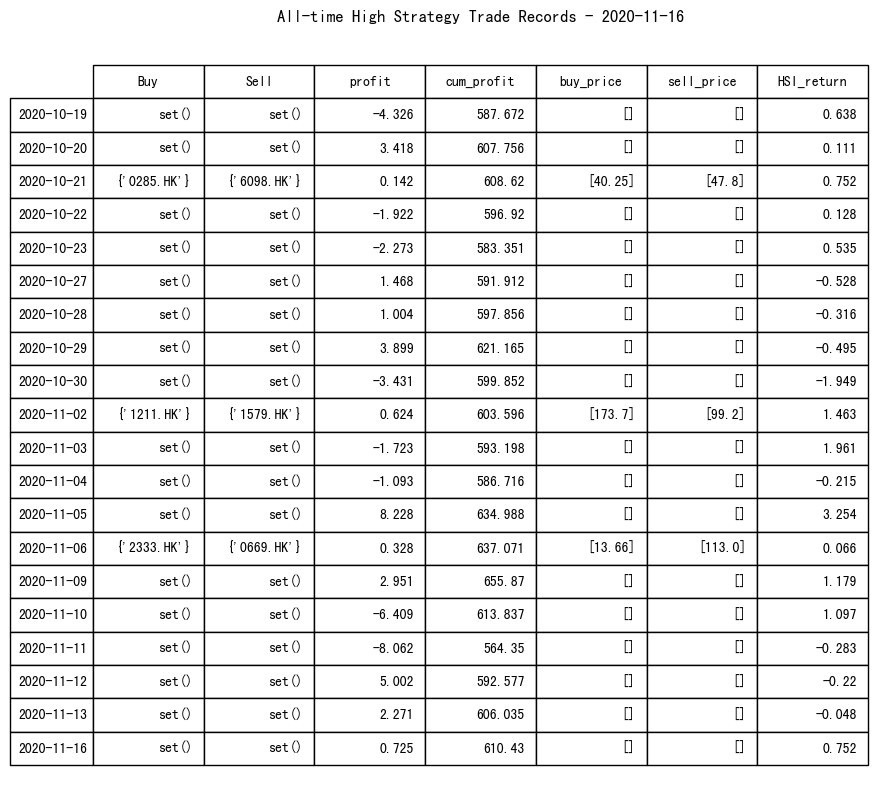 All-time High Strategy Trade Records - 2020-11-16
Buy Sell profit cum_profit buy_price sell_price HSI_return
2020-10-19 set() set() -4.326 587.672 [] [] 0.638
2020-10-20 set() set() 3.418 607.756 [] [] 0.111
2020-10-21 {'0285.HK'} {'6098.HK'} 0.142 608.62 [40.25] [47.8] 0.752
2020-10-22 set() set() -1.922 596.92 [] [] 0.128
2020-10-23 set() set() -2.273 583.351 [] [] 0.535
2020-10-27 set() set() 1.468 591.912 [] [] -0.528
2020-10-28 set() set() 1.004 597.856 [] [] -0.316
2020-10-29 set() set() 3.899 621.165 [] [] -0.495
2020-10-30 set() set() -3.431 599.852 [] [] -1.949
2020-11-02 {'1211.HK'} {'1579.HK'} 0.624 603.596 [173.7] [99.2] 1.463
2020-11-03 set() set() -1.723 593.198 [] [] 1.961
2020-11-04 set() set() -1.093 586.716 [] [] -0.215
2020-11-05 set() set() 8.228 634.988 [] [] 3.254
2020-11-06 {'2333.HK'} {'0669.HK'} 0.328 637.071 [13.66] [113.0] 0.066
2020-11-09 set() set() 2.951 655.87 [] [] 1.179
2020-11-10 set() set() -6.409 613.837 [] [] 1.097
2020-11-11 set() set() -8.062 564.35 [] [] -0.283
2020-11-12 set() set() 5.002 592.577 [] [] -0.22
2020-11-13 set() set() 2.271 606.035 [] [] -0.048
2020-11-16 set() set() 0.725 610.43 [] [] 0.752